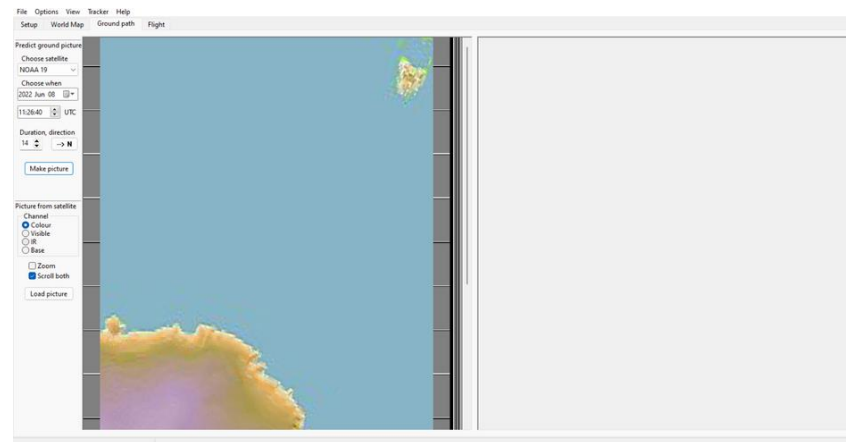 File Options View Tracker Help
Setup World Map Ground path Flight
Predict ground picture
Choose satellite
NOAA 19
Choose when
2022 Jun 08
11:26:40 UTC
Duration, direction
14 --> N
Make picture
Picture from satellite
Channel
Colour
Visible
IR
Base
Zoom
Scroll both
Load picture